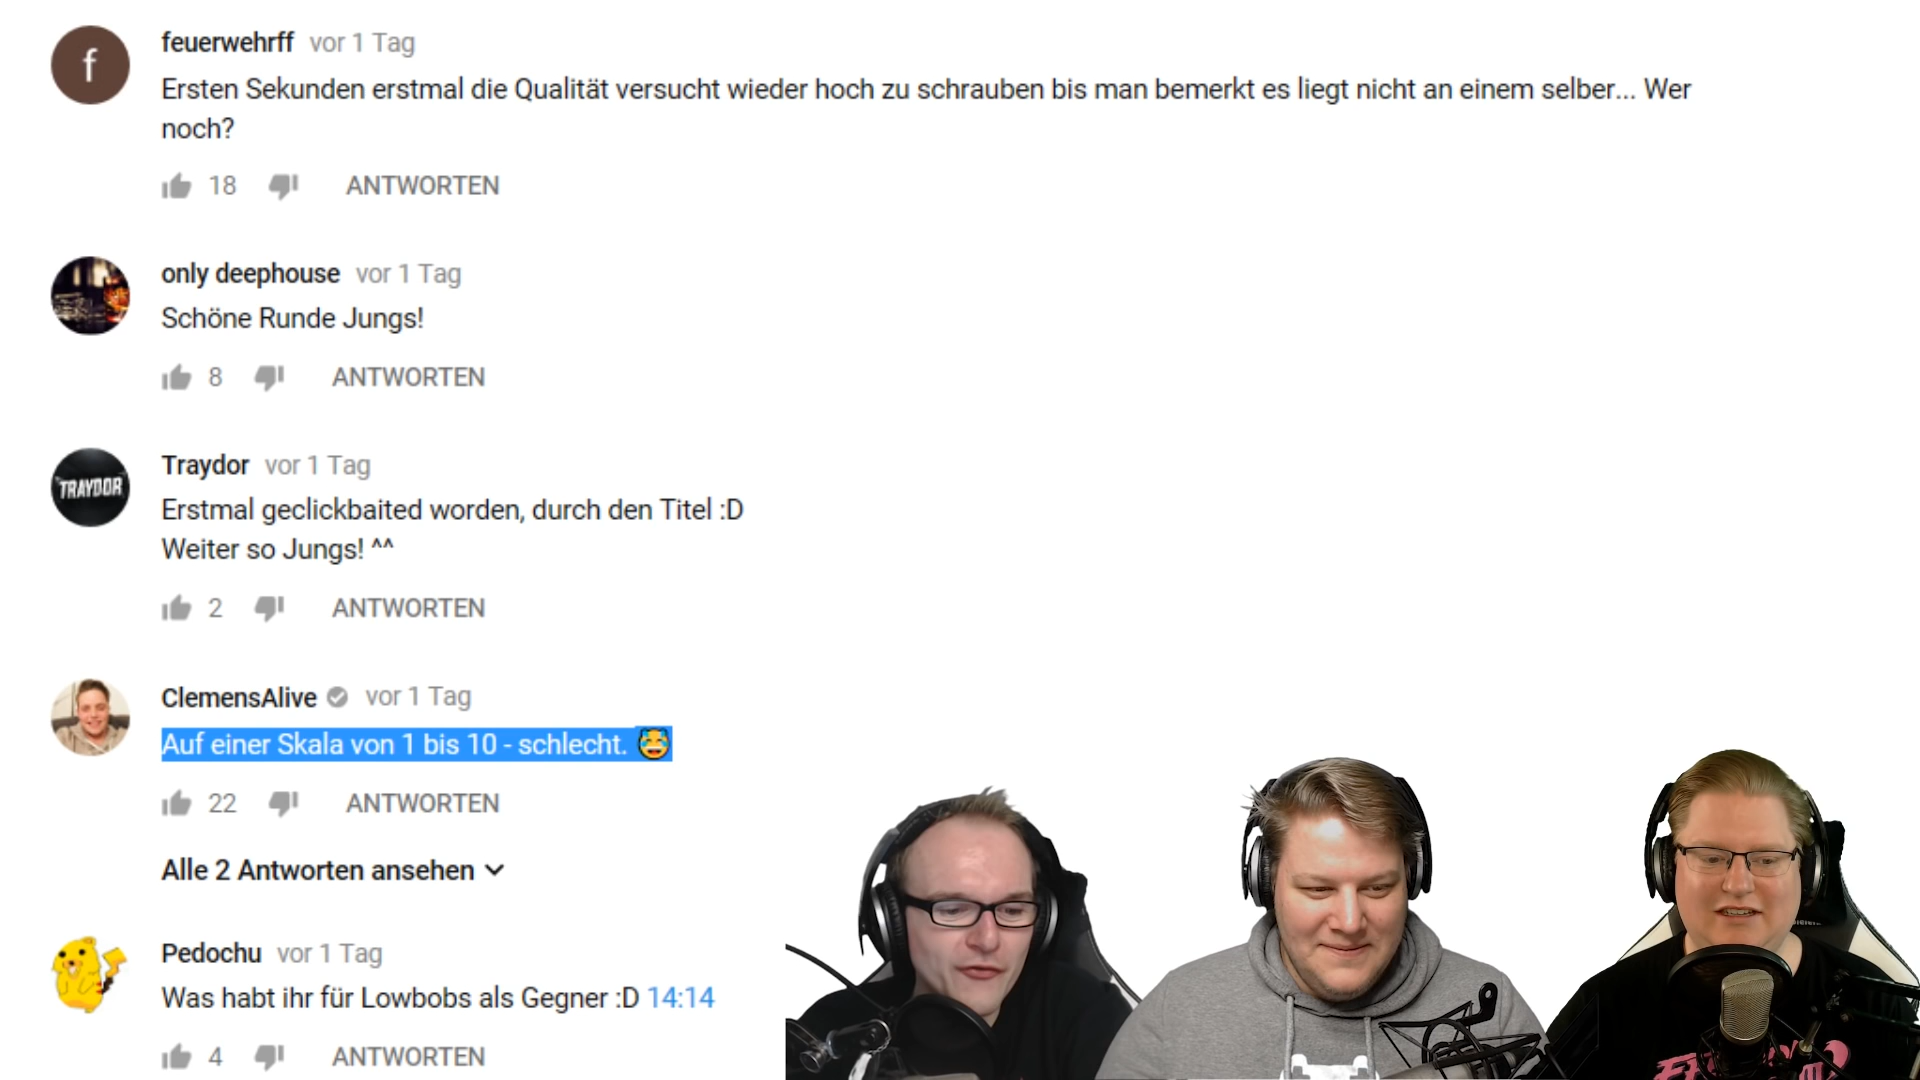 f
feuerwehrff vor 1 Tag
Ersten Sekunden erstmal die Qualität versucht wieder hoch zu schrauben bis man bemerkt es liegt nicht an einem selber... Wer
noch?
18 ANTWORTEN
only deephouse vor 1 Tag
Schöne Runde Jungs!
8 ANTWORTEN
TRAYDOR
Traydor vor 1 Tag
Erstmal geclickbaited worden, durch den Titel :D
Weiter so Jungs! ^^
2 ANTWORTEN
ClemensAlive vor 1 Tag
Auf einer Skala von 1 bis 10 - schlecht. 😂
22 ANTWORTEN
Alle 2 Antworten ansehen
Pedochu vor 1 Tag
Was habt ihr für Lowbobs als Gegner :D 14:14
4 ANTWORTEN